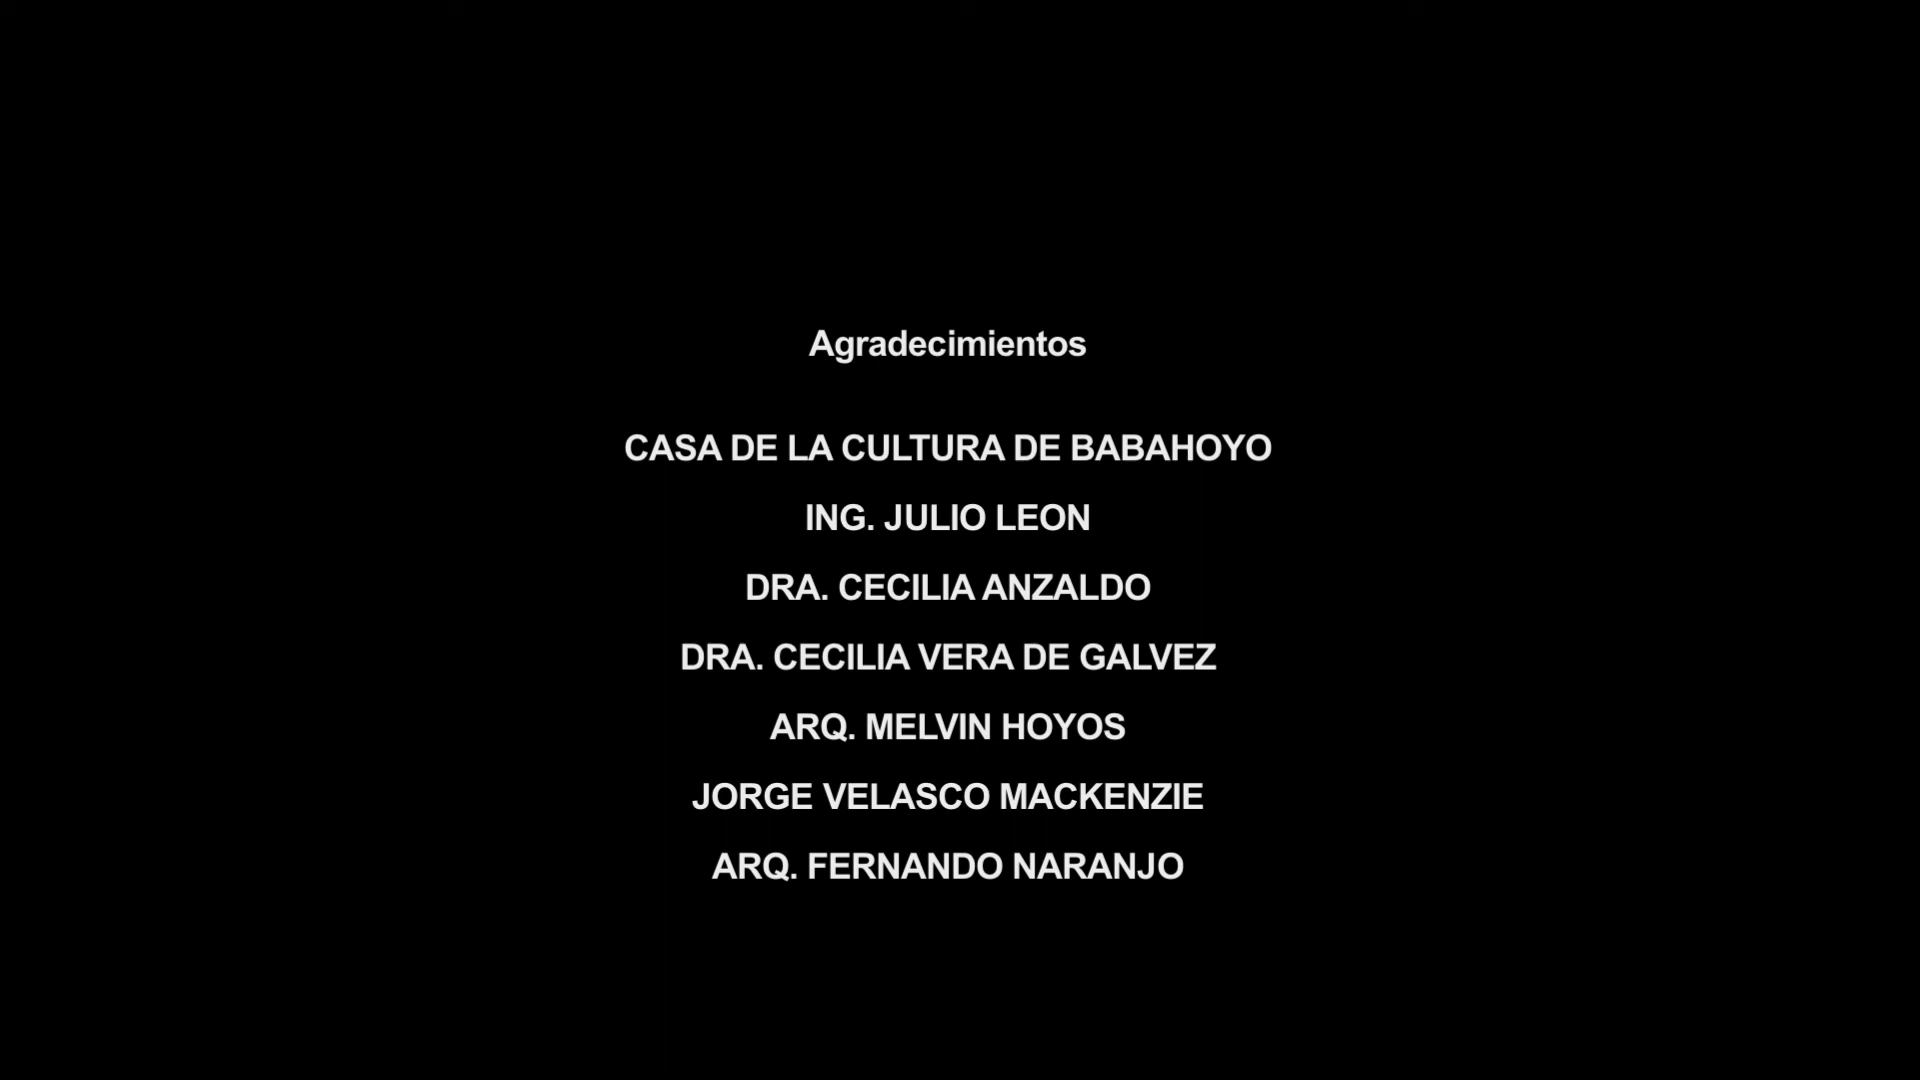 Agradecimientos
CASA DE LA CULTURA DE BABAHOYO
ING. JULIO LEON
DRA. CECILIA ANZALDO
DRA. CECILIA VERA DE GALVEZ
ARQ. MELVIN HOYOS
JORGE VELASCO MACKENZIE
ARQ. FERNANDO NARANJO